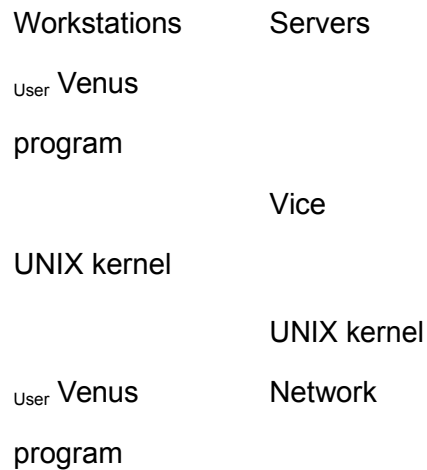 Workstations Servers
User Venus
program
Vice
UNIX kernel
UNIX kernel
User Venus Network
program